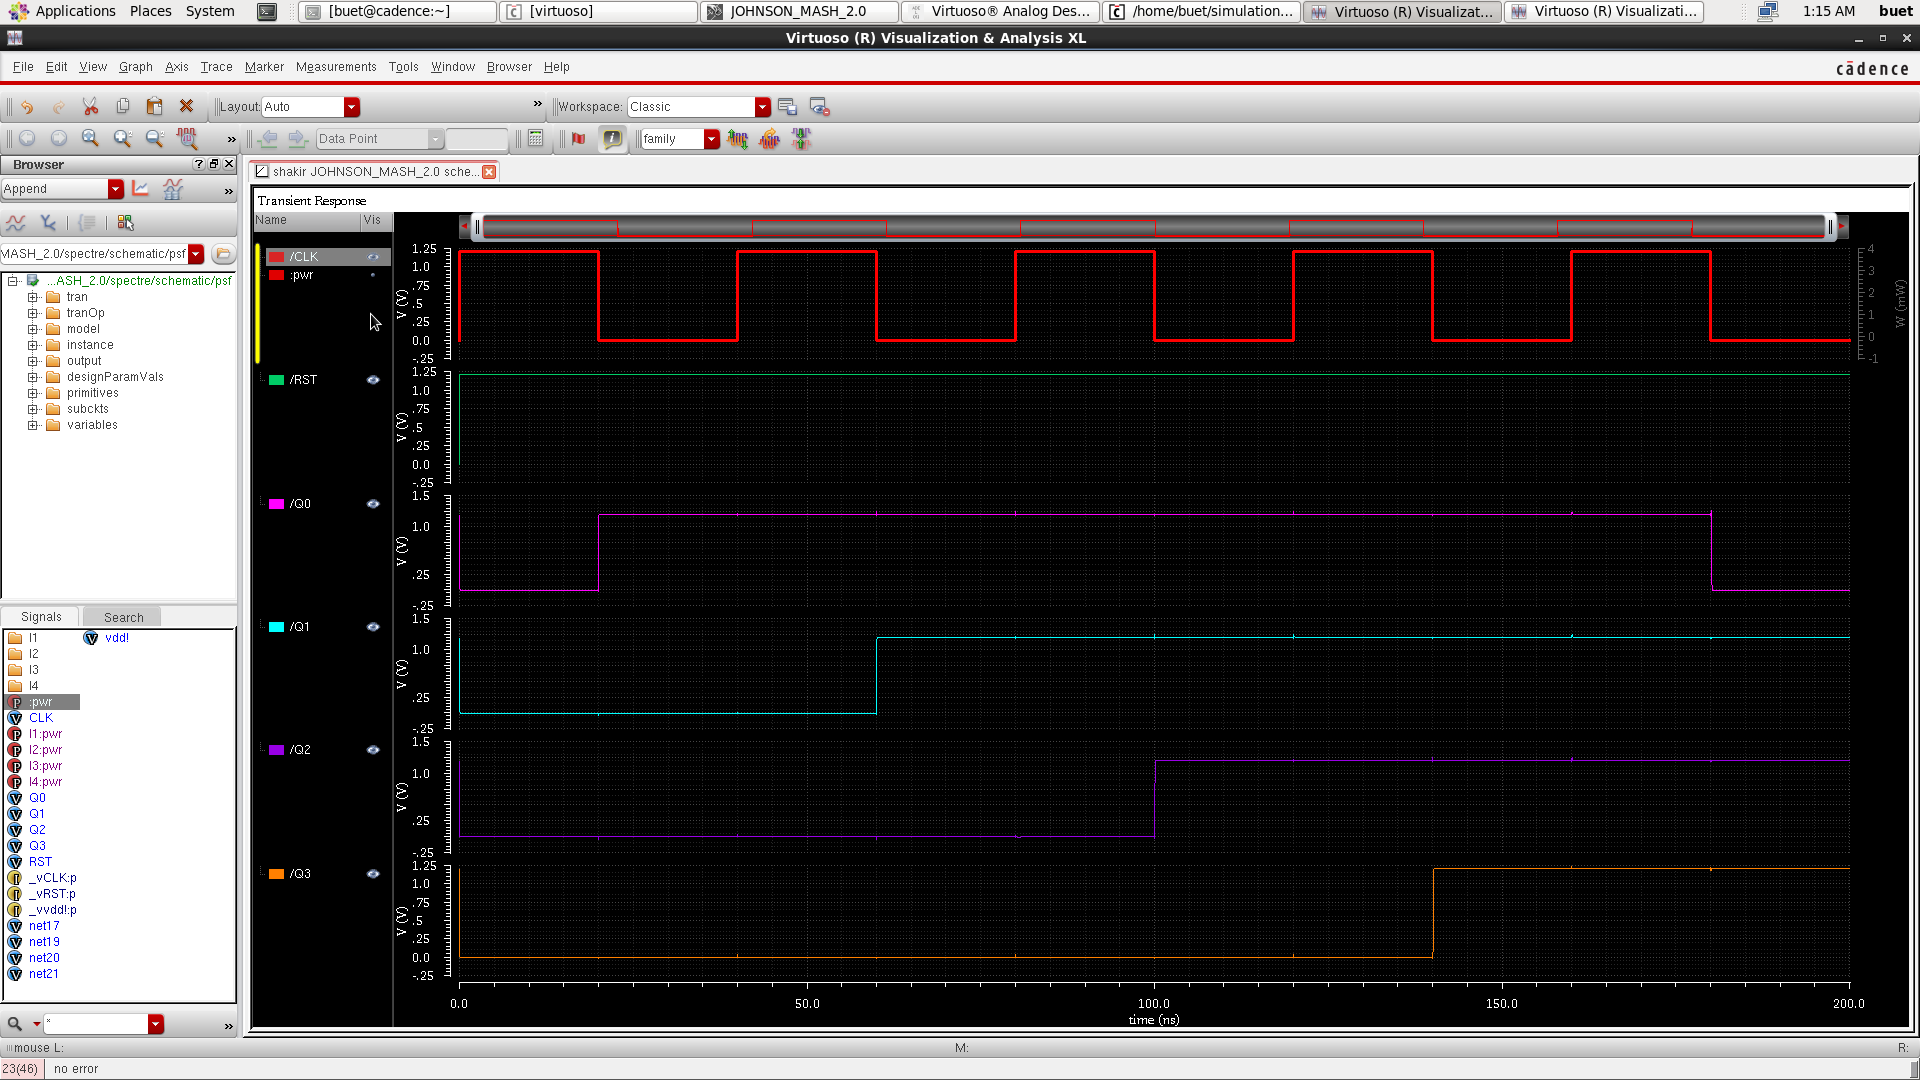 Applications Places System [buet@cadence:~] [virtuoso] JOHNSON_MASH_2.0 Virtuoso® Analog Des... /home/buet/simulation... Virtuoso (R) Visualizat... Virtuoso (R) Visualizati... 1:15 AM buet
Virtuoso (R) Visualization & Analysis XL
File Edit View Graph Axis Trace Marker Measurements Tools Window Browser Help cādence
Layout: Auto » Workspace: Classic
» Data Point family
Browser
shakir JOHNSON_MASH_2.0 sche...
Append »
Transient Response
Name Vis
MASH_2.0/spectre/schematic/psf
...ASH_2.0/spectre/schematic/psf
tran
tranOp
model
instance
output
designParamVals
primitives
subckts
variables
Signals Search
I1 vdd!
I2
I3
I4
:pwr
CLK
I1:pwr
I2:pwr
I3:pwr
I4:pwr
Q0
Q1
Q2
Q3
RST
_vCLK:p
_vRST:p
_vvdd!:p
net17
net19
net20
net21
* »
/CLK
:pwr
V (V)
1.25
1.0
.75
.5
.25
0.0
-.25
W (mW)
4
3
2
1
0
-1
/RST
V (V)
1.25
1.0
.75
.5
.25
0.0
-.25
/Q0
V (V)
1.5
1.0
.25
-.25
/Q1
V (V)
1.5
1.0
.25
-.25
/Q2
V (V)
1.5
1.0
.25
-.25
/Q3
V (V)
1.25
1.0
.75
.5
.25
0.0
-.25
0.0 50.0 100.0 150.0 200.0
time (ns)
mouse L: M: R:
23(46) no error